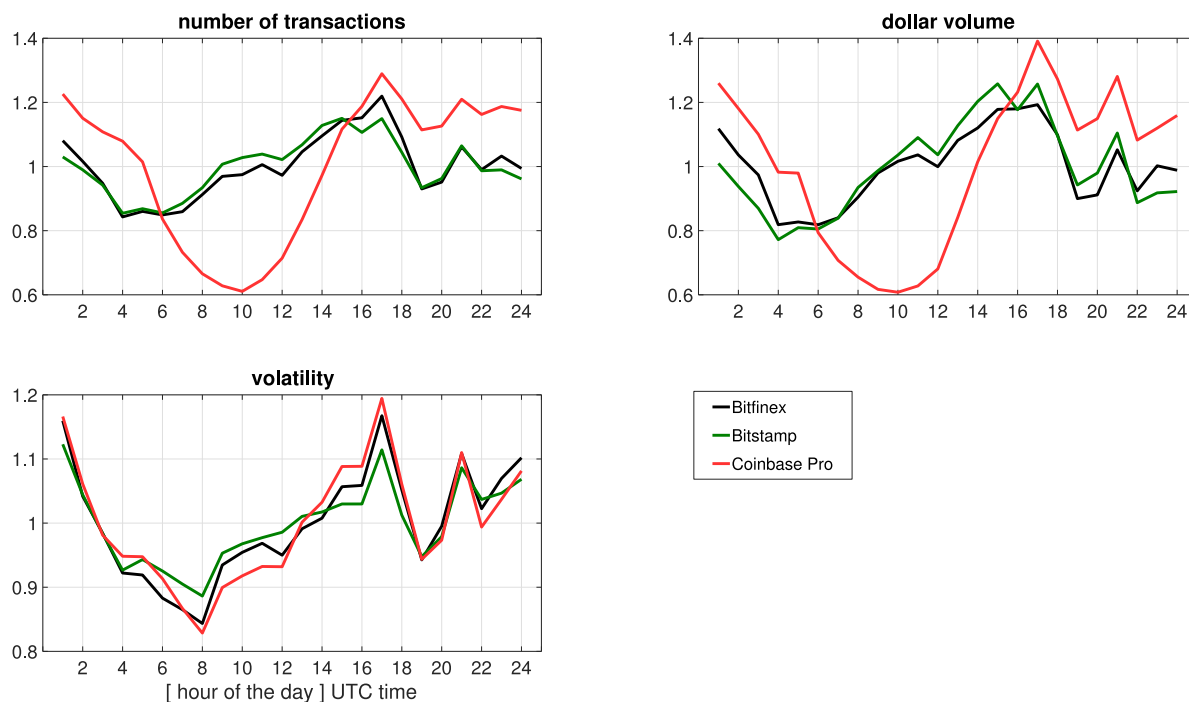 number of transactions
1.4
1.2
1
0.8
0.6
2 4 6 8 10 12 14 16 18 20 22 24
dollar volume
1.4
1.2
1
0.8
0.6
2 4 6 8 10 12 14 16 18 20 22 24
volatility
1.2
1.1
1
0.9
0.8
2 4 6 8 10 12 14 16 18 20 22 24
[ hour of the day ] UTC time
Bitfinex
Bitstamp
Coinbase Pro